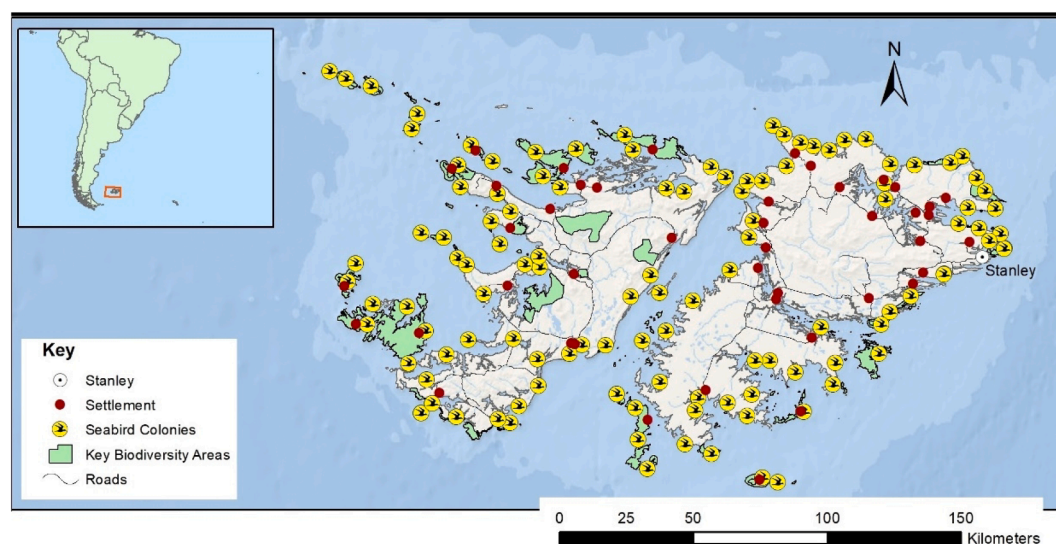 N
Stanley
Key
Stanley
Settlement
Seabird Colonies
Key Biodiversity Areas
Roads
0 25 50 100 150
Kilometers